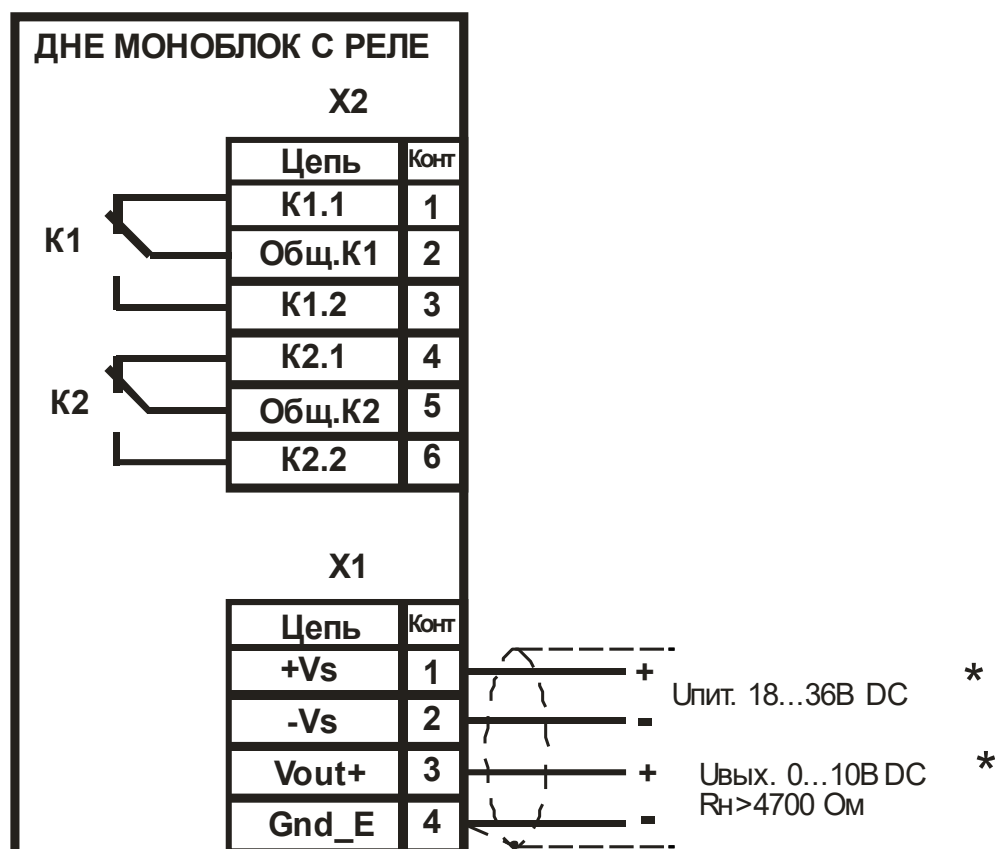 ДНЕ МОНОБЛОК С РЕЛЕ
X2
Цепь Конт
К1.1 1
К1
Общ.К1 2
К1.2 3
К2.1 4
К2
Общ.К2 5
К2.2 6
X1
Цепь Конт
+Vs 1 +
Uпит. 18...36В DC *
-Vs 2 -
Vout+ 3 + Uвых. 0...10В DC *
Rн>4700 Ом
Gnd_E 4 -